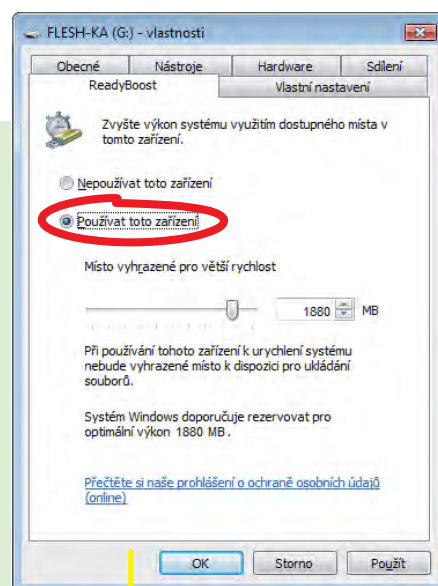 FLESH-KA (G:) - vlastnosti
Obecné Nástroje Hardware Sdílení
ReadyBoost Vlastní nastavení
Zvyšte výkon systému využitím dostupného místa v
tomto zařízení.
Nepoužívat toto zařízení
Používat toto zařízení
Místo vyhrazené pro větší rychlost
1880 MB
Při používání tohoto zařízení k urychlení systému
nebude vyhrazené místo k dispozici pro ukládání
souborů.
Systém Windows doporučuje rezervovat pro
optimální výkon 1880 MB.
Přečtěte si naše prohlášení o ochraně osobních údajů
(online)
OK Storno Použít